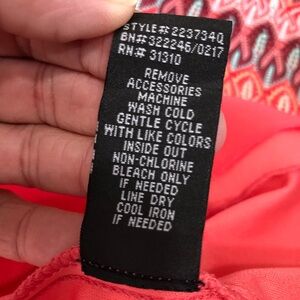 STYLE# 223734Q
BN# 322246/0217
RN# 31310
REMOVE
ACCESSORIES
MACHINE
WASH COLD
GENTLE CYCLE
WITH LIKE COLORS
INSIDE OUT
NON-CHLORINE
BLEACH ONLY
IF NEEDED
LINE DRY
COOL IRON
IF NEEDED